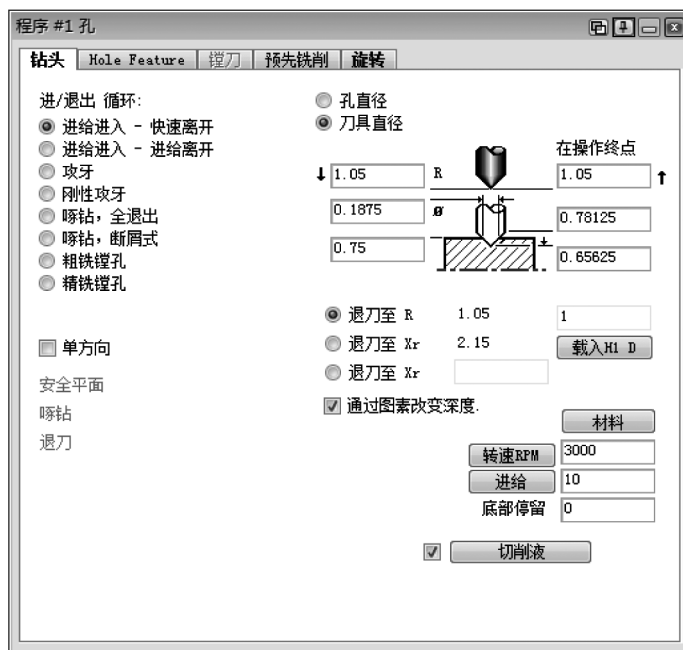 程序 #1 孔
钻头 Hole Feature 镗刀 预先铣削 旋转
进/退出 循环:
进给进入 - 快速离开
进给进入 - 进给离开
攻牙
刚性攻牙
啄钻，全退出
啄钻，断屑式
粗铣镗孔
精铣镗孔
单方向
安全平面
啄钻
退刀
孔直径
刀具直径
在操作终点
1.05 R 1.05
0.1875 Ø 0.78125
0.75 0.65625
退刀至 R 1.05 1
退刀至 Xr 2.15 载入H1 D
退刀至 Xr
通过图素改变深度.
材料
转速RPM 3000
进给 10
底部停留 0
切削液